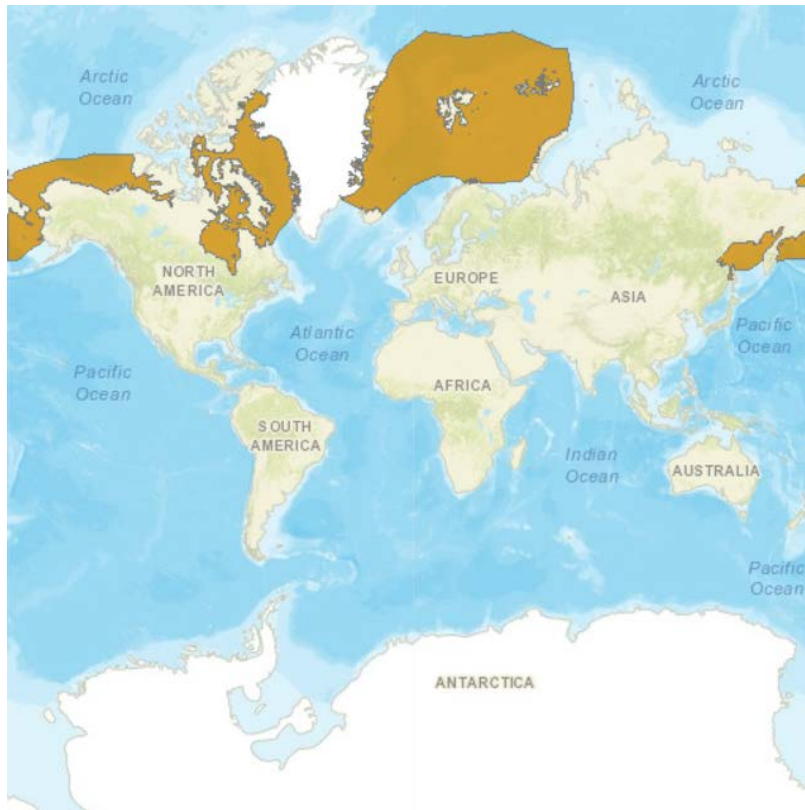 Arctic
Ocean
Arctic
Ocean
NORTH
AMERICA
EUROPE
ASIA
Atlantic
Ocean
Pacific
Ocean
Pacific
Ocean
AFRICA
SOUTH
AMERICA
Indian
Ocean
AUSTRALIA
Pacific
Ocean
ANTARCTICA